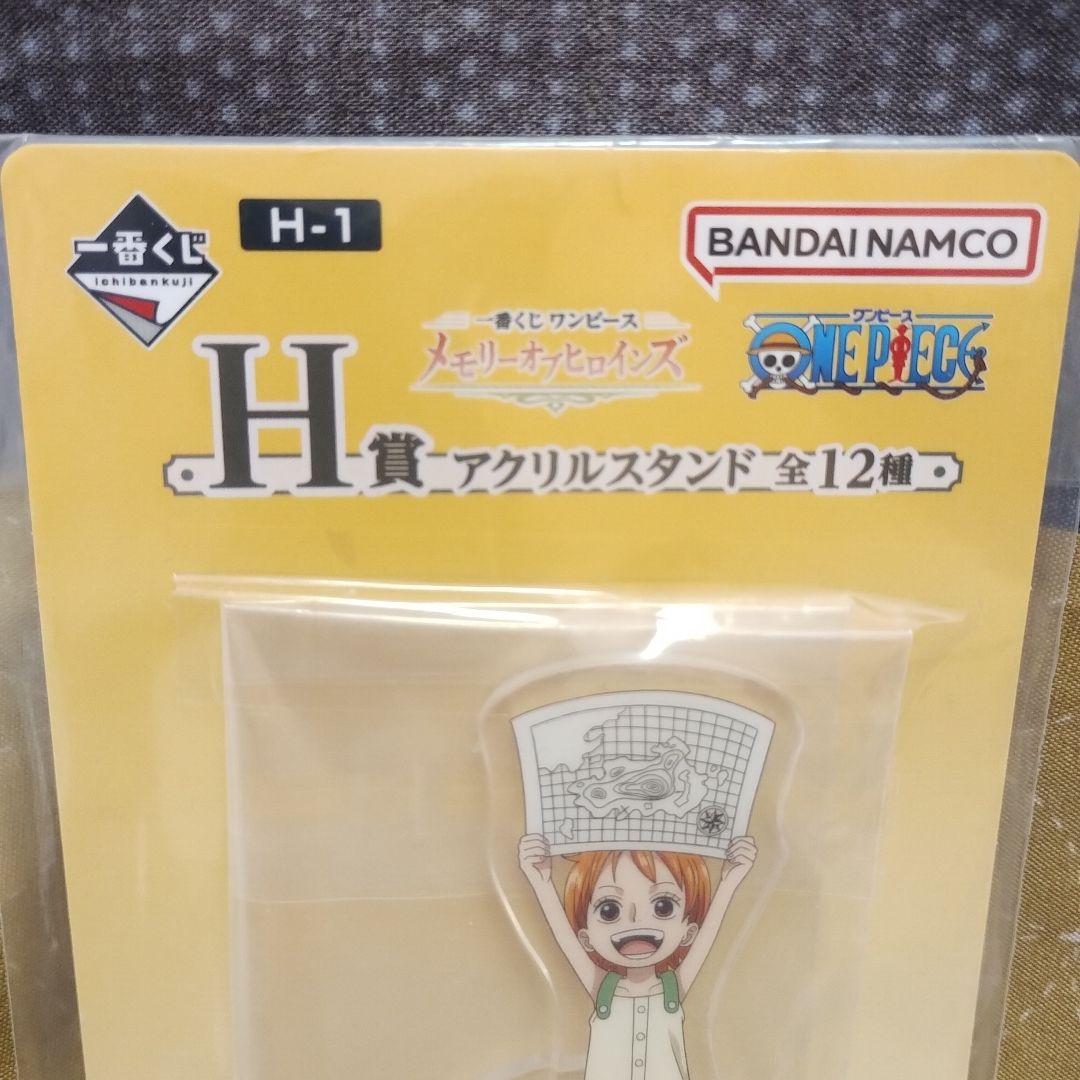 一番くじ
ichibankuji
H-1
BANDAI NAMCO
一番くじ ワンピース
メモリーオブヒロインズ
ワンピース
ONE PIECE
H賞 アクリルスタンド 全12種